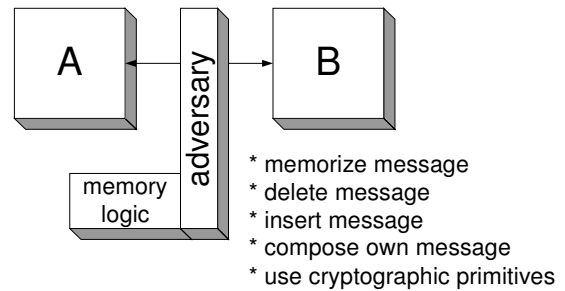 A
B
adversary
memory
logic
* memorize message
* delete message
* insert message
* compose own message
* use cryptographic primitives